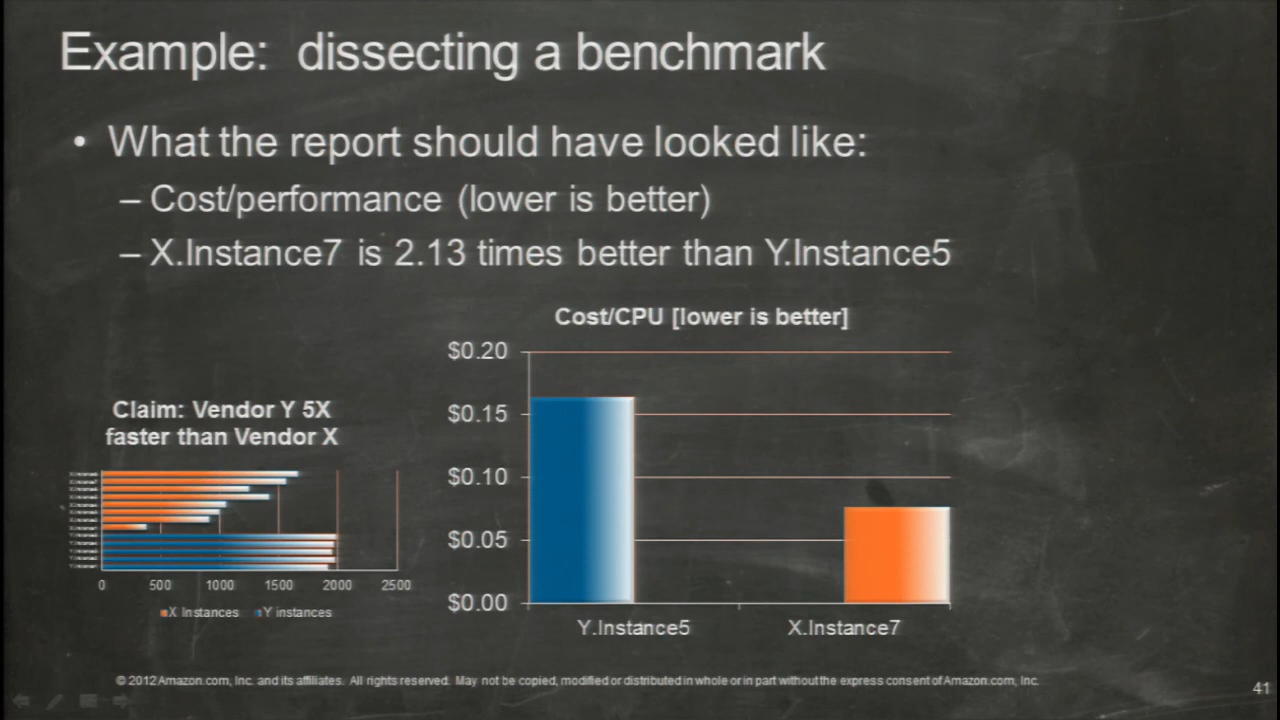 Example: dissecting a benchmark
• What the report should have looked like:
– Cost/performance (lower is better)
– X.Instance7 is 2.13 times better than Y.Instance5
Claim: Vendor Y 5X
faster than Vendor X
0 500 1000 1500 2000 2500
X Instances Y instances
Cost/CPU [lower is better]
$0.20
$0.15
$0.10
$0.05
$0.00
Y.Instance5 X.Instance7
© 2012 Amazon.com, Inc. and its affiliates. All rights reserved. May not be copied, modified or distributed in whole or in part without the express consent of Amazon.com, Inc.
41